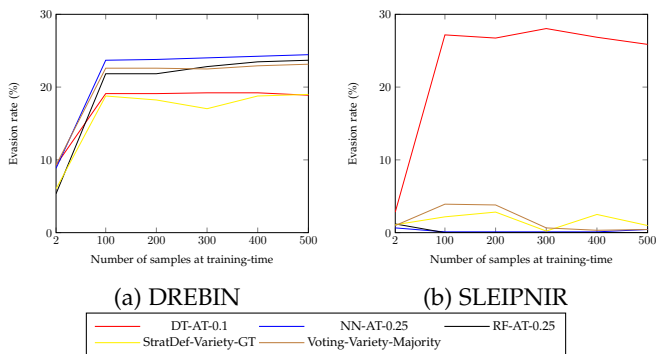 30
20
10
0
Evasion rate (%)
2 100 200 300 400 500
Number of samples at training-time
(a) DREBIN
30
20
10
0
Evasion rate (%)
2 100 200 300 400 500
Number of samples at training-time
(b) SLEIPNIR
DT-AT-0.1 NN-AT-0.25 RF-AT-0.25
StratDef-Variety-GT Voting-Variety-Majority